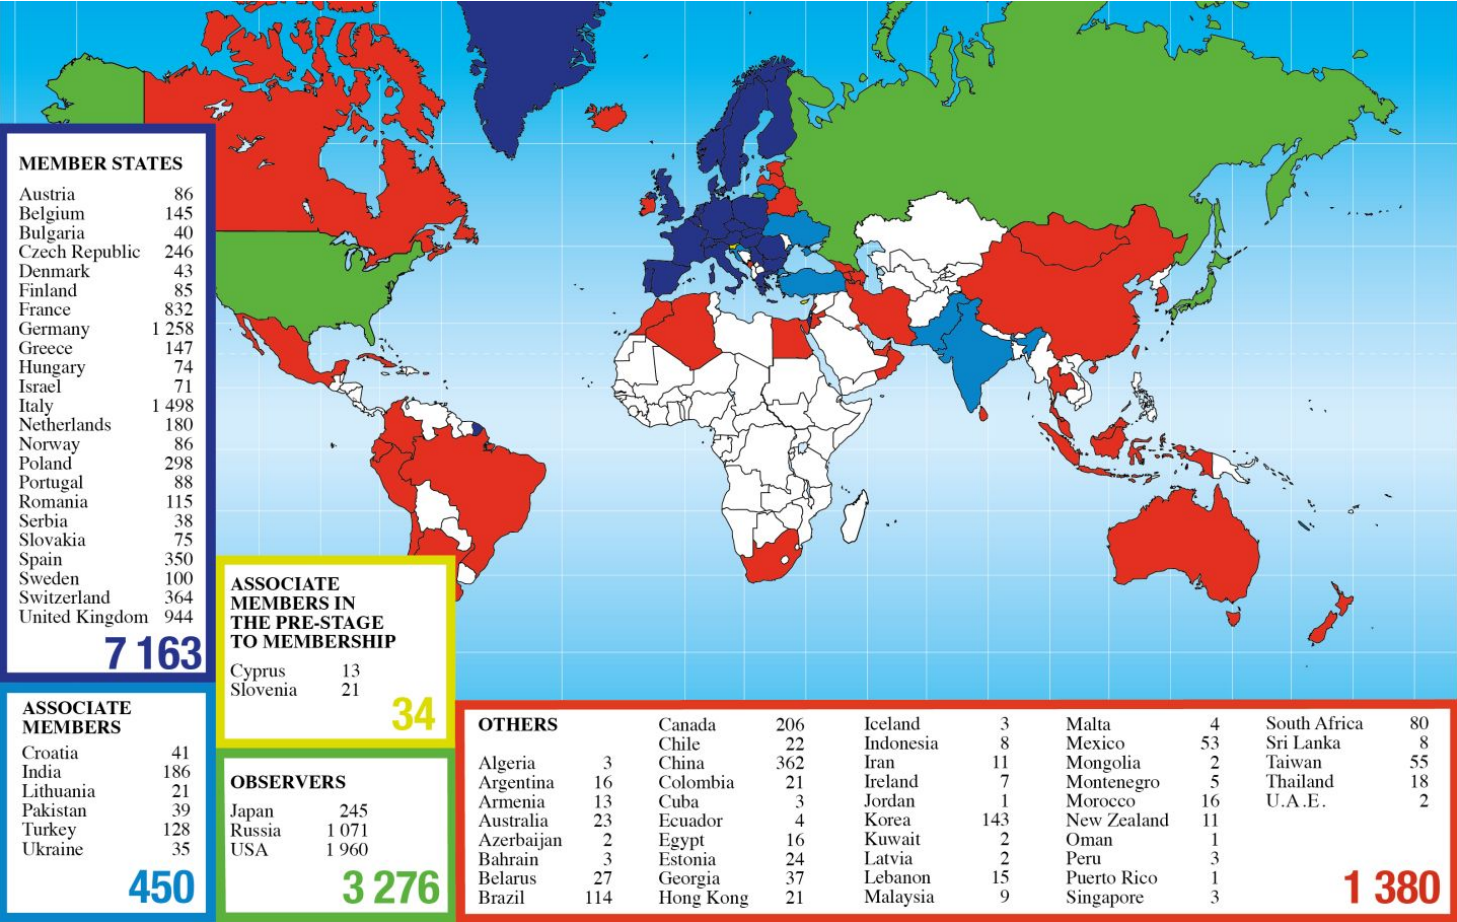 MEMBER STATES
Austria 86
Belgium 145
Bulgaria 40
Czech Republic 246
Denmark 43
Finland 85
France 832
Germany 1 258
Greece 147
Hungary 74
Israel 71
Italy 1 498
Netherlands 180
Norway 86
Poland 298
Portugal 88
Romania 115
Serbia 38
Slovakia 75
Spain 350
Sweden 100
Switzerland 364
United Kingdom 944
7 163
ASSOCIATE
MEMBERS
Croatia 41
India 186
Lithuania 21
Pakistan 39
Turkey 128
Ukraine 35
450
ASSOCIATE
MEMBERS IN
THE PRE-STAGE
TO MEMBERSHIP
Cyprus 13
Slovenia 21
34
OBSERVERS
Japan 245
Russia 1 071
USA 1 960
3 276
OTHERS
Algeria 3
Argentina 16
Armenia 13
Australia 23
Azerbaijan 2
Bahrain 3
Belarus 27
Brazil 114
Canada 206
Chile 22
China 362
Colombia 21
Cuba 3
Ecuador 4
Egypt 16
Estonia 24
Georgia 37
Hong Kong 21
Iceland 3
Indonesia 8
Iran 11
Ireland 7
Jordan 1
Korea 143
Kuwait 2
Latvia 2
Lebanon 15
Malaysia 9
Malta 4
Mexico 53
Mongolia 2
Montenegro 5
Morocco 16
New Zealand 11
Oman 1
Peru 3
Puerto Rico 1
Singapore 3
South Africa 80
Sri Lanka 8
Taiwan 55
Thailand 18
U.A.E. 2
1 380